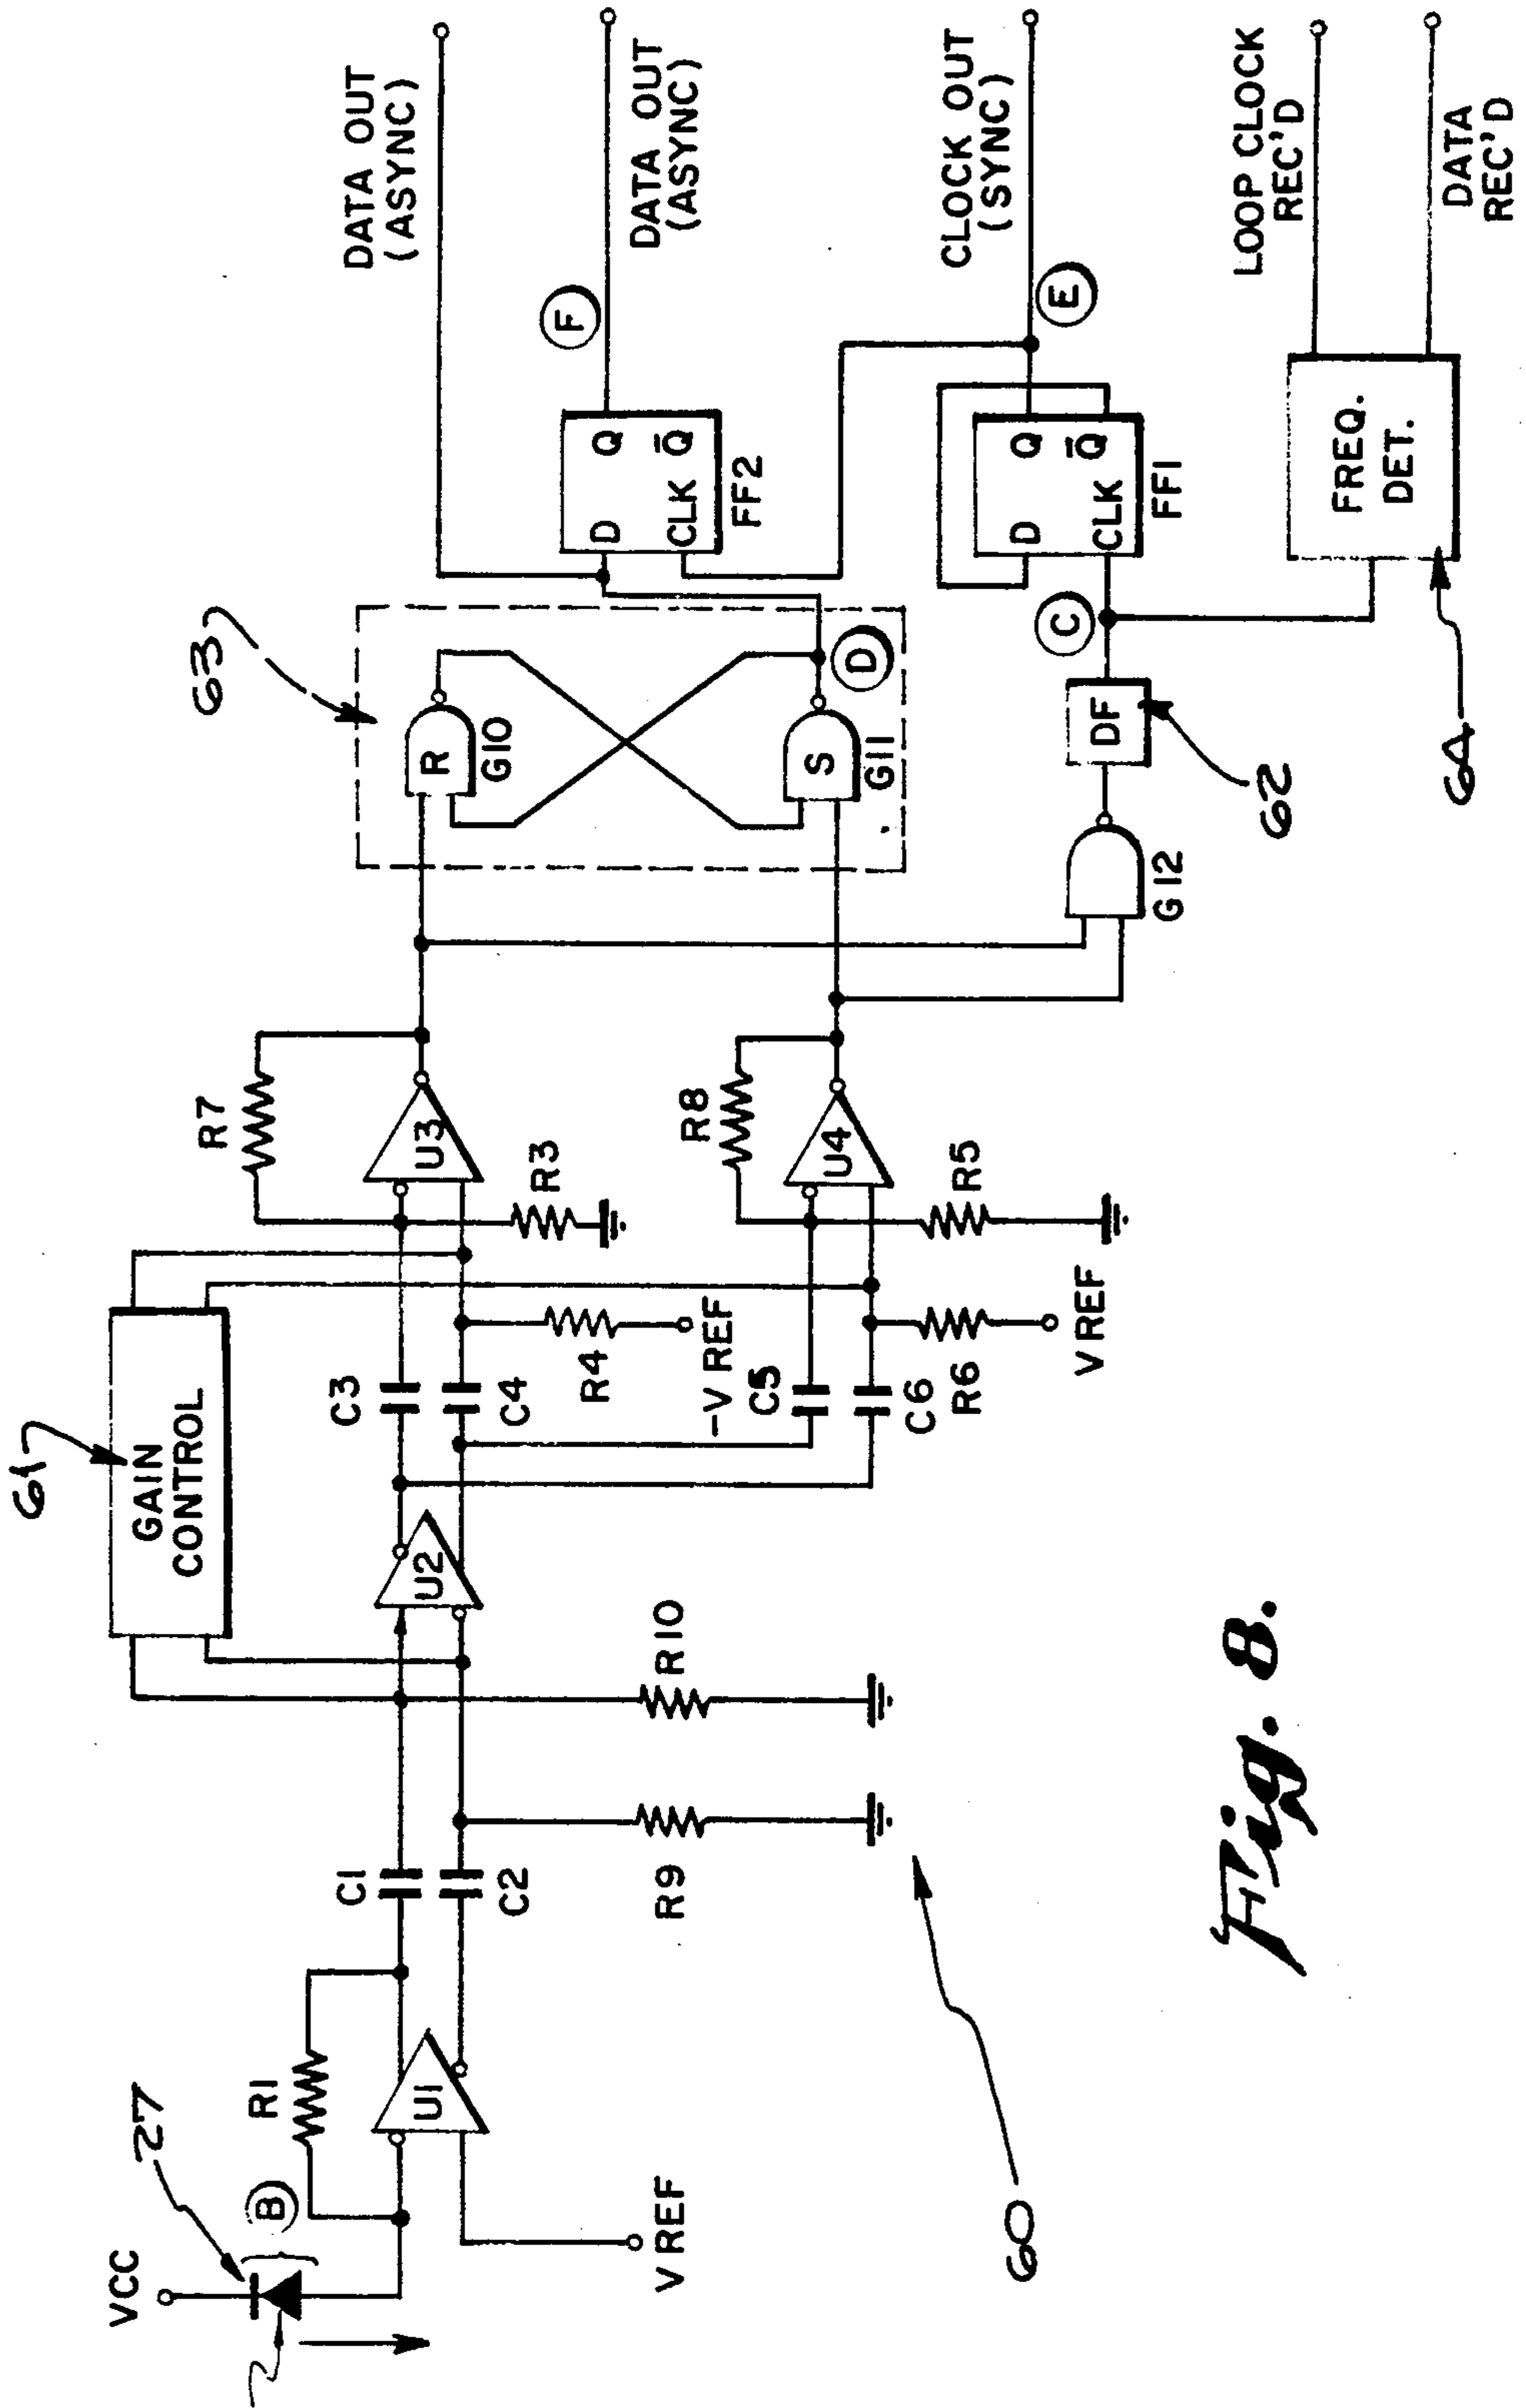 VCC
27
B
R1
U1
V REF
C1
C2
R9
R10
61
GAIN
CONTROL
U2
C3
C4
R4
-V REF
C5
C6
R6
V REF
R7
U3
R3
R8
U4
R5
63
R
G10
S
G11
D
G12
DF
62
C
D
Q
CLK
Q̅
FF2
F
D
Q
CLK
Q̅
FF1
E
FREQ.
DET.
64
DATA OUT
(ASYNC)
DATA OUT
(ASYNC)
CLOCK OUT
(SYNC)
LOOP CLOCK
REC'D
DATA
REC'D
60
Fig. 8.